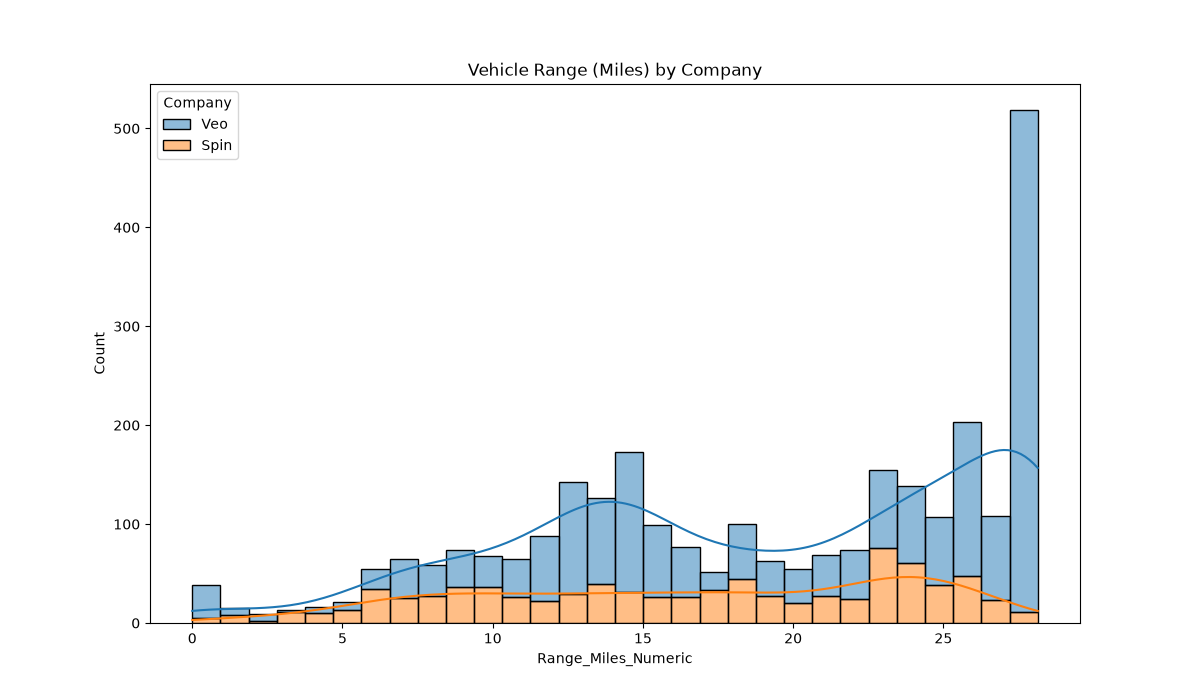 Vehicle Range (Miles) by Company
Company
Veo
Spin
500
400
300
200
100
0
Count
0 5 10 15 20 25
Range_Miles_Numeric